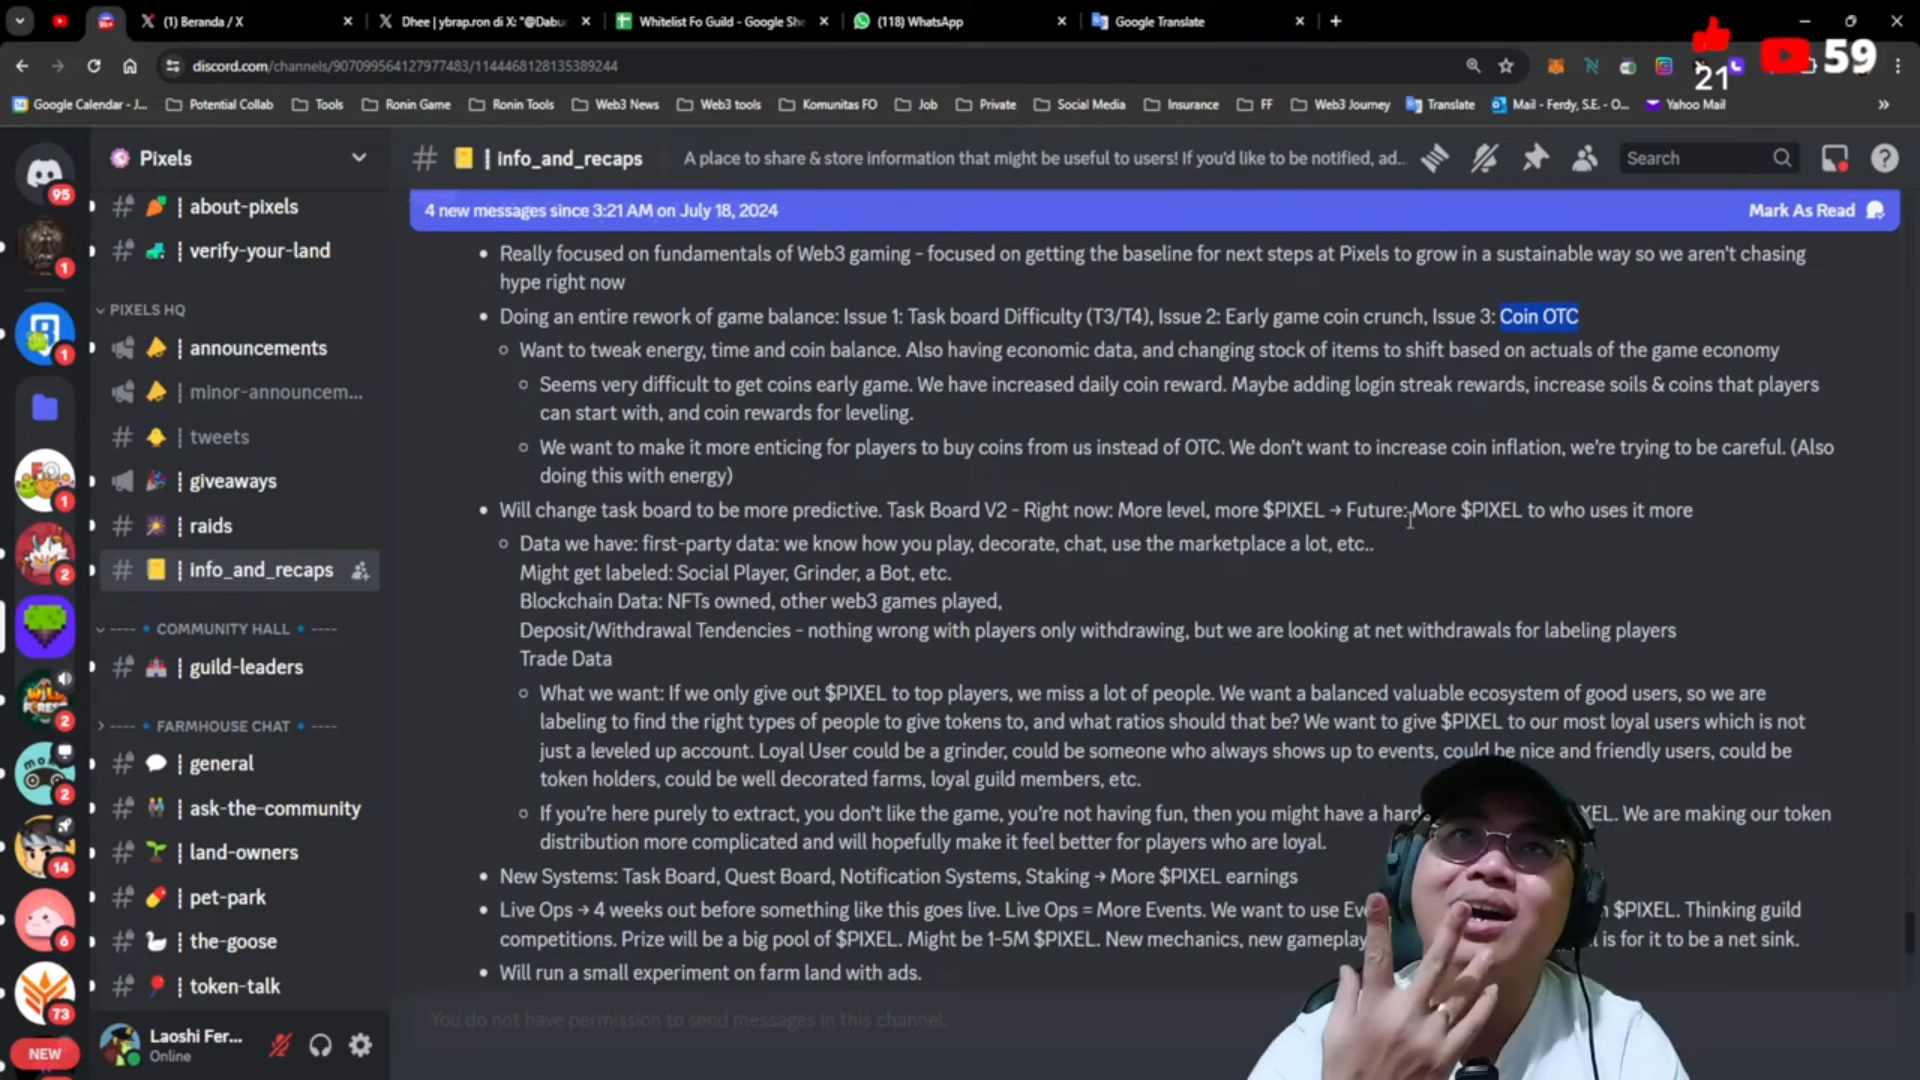 (1) Beranda / X
Dhee | ybrap.ron di X: "@Dabu
Whitelist Fo Guild - Google She
(118) WhatsApp
Google Translate
discord.com/channels/907099564127977483/1144468128135389244
21
59
Google Calendar - J...
Potential Collab
Tools
Ronin Game
Ronin Tools
Web3 News
Web3 tools
Komunitas FO
Job
Private
Social Media
Insurance
FF
Web3 Journey
Translate
Mail - Ferdy, S.E. - O...
Yahoo Mail
Pixels
info_and_recaps
A place to share & store information that might be useful to users! If you'd like to be notified, ad...
Search
4 new messages since 3:21 AM on July 18, 2024
Mark As Read
95
1
1
1
2
2
2
14
6
73
NEW
about-pixels
verify-your-land
PIXELS HQ
announcements
minor-announcem...
tweets
giveaways
raids
info_and_recaps
---- COMMUNITY HALL ----
guild-leaders
---- FARMHOUSE CHAT ----
general
ask-the-community
land-owners
pet-park
the-goose
token-talk
Laoshi Fer...
Online
• Really focused on fundamentals of Web3 gaming - focused on getting the baseline for next steps at Pixels to grow in a sustainable way so we aren't chasing
hype right now
• Doing an entire rework of game balance: Issue 1: Task board Difficulty (T3/T4), Issue 2: Early game coin crunch, Issue 3: Coin OTC
Want to tweak energy, time and coin balance. Also having economic data, and changing stock of items to shift based on actuals of the game economy
Seems very difficult to get coins early game. We have increased daily coin reward. Maybe adding login streak rewards, increase soils & coins that players
can start with, and coin rewards for leveling.
We want to make it more enticing for players to buy coins from us instead of OTC. We don't want to increase coin inflation, we're trying to be careful. (Also
doing this with energy)
• Will change task board to be more predictive. Task Board V2 - Right now: More level, more $PIXEL → Future: More $PIXEL to who uses it more
Data we have: first-party data: we know how you play, decorate, chat, use the marketplace a lot, etc..
Might get labeled: Social Player, Grinder, a Bot, etc.
Blockchain Data: NFTs owned, other web3 games played,
Deposit/Withdrawal Tendencies - nothing wrong with players only withdrawing, but we are looking at net withdrawals for labeling players
Trade Data
What we want: If we only give out $PIXEL to top players, we miss a lot of people. We want a balanced valuable ecosystem of good users, so we are
labeling to find the right types of people to give tokens to, and what ratios should that be? We want to give $PIXEL to our most loyal users which is not
just a leveled up account. Loyal User could be a grinder, could be someone who always shows up to events, could be nice and friendly users, could be
token holders, could be well decorated farms, loyal guild members, etc.
If you're here purely to extract, you don't like the game, you're not having fun, then you might have a hard XEL. We are making our token
distribution more complicated and will hopefully make it feel better for players who are loyal.
• New Systems: Task Board, Quest Board, Notification Systems, Staking → More $PIXEL earnings
• Live Ops → 4 weeks out before something like this goes live. Live Ops = More Events. We want to use Eve $PIXEL. Thinking guild
competitions. Prize will be a big pool of $PIXEL. Might be 1-5M $PIXEL. New mechanics, new gameplay is for it to be a net sink.
• Will run a small experiment on farm land with ads.
You do not have permission to send messages in this channel.